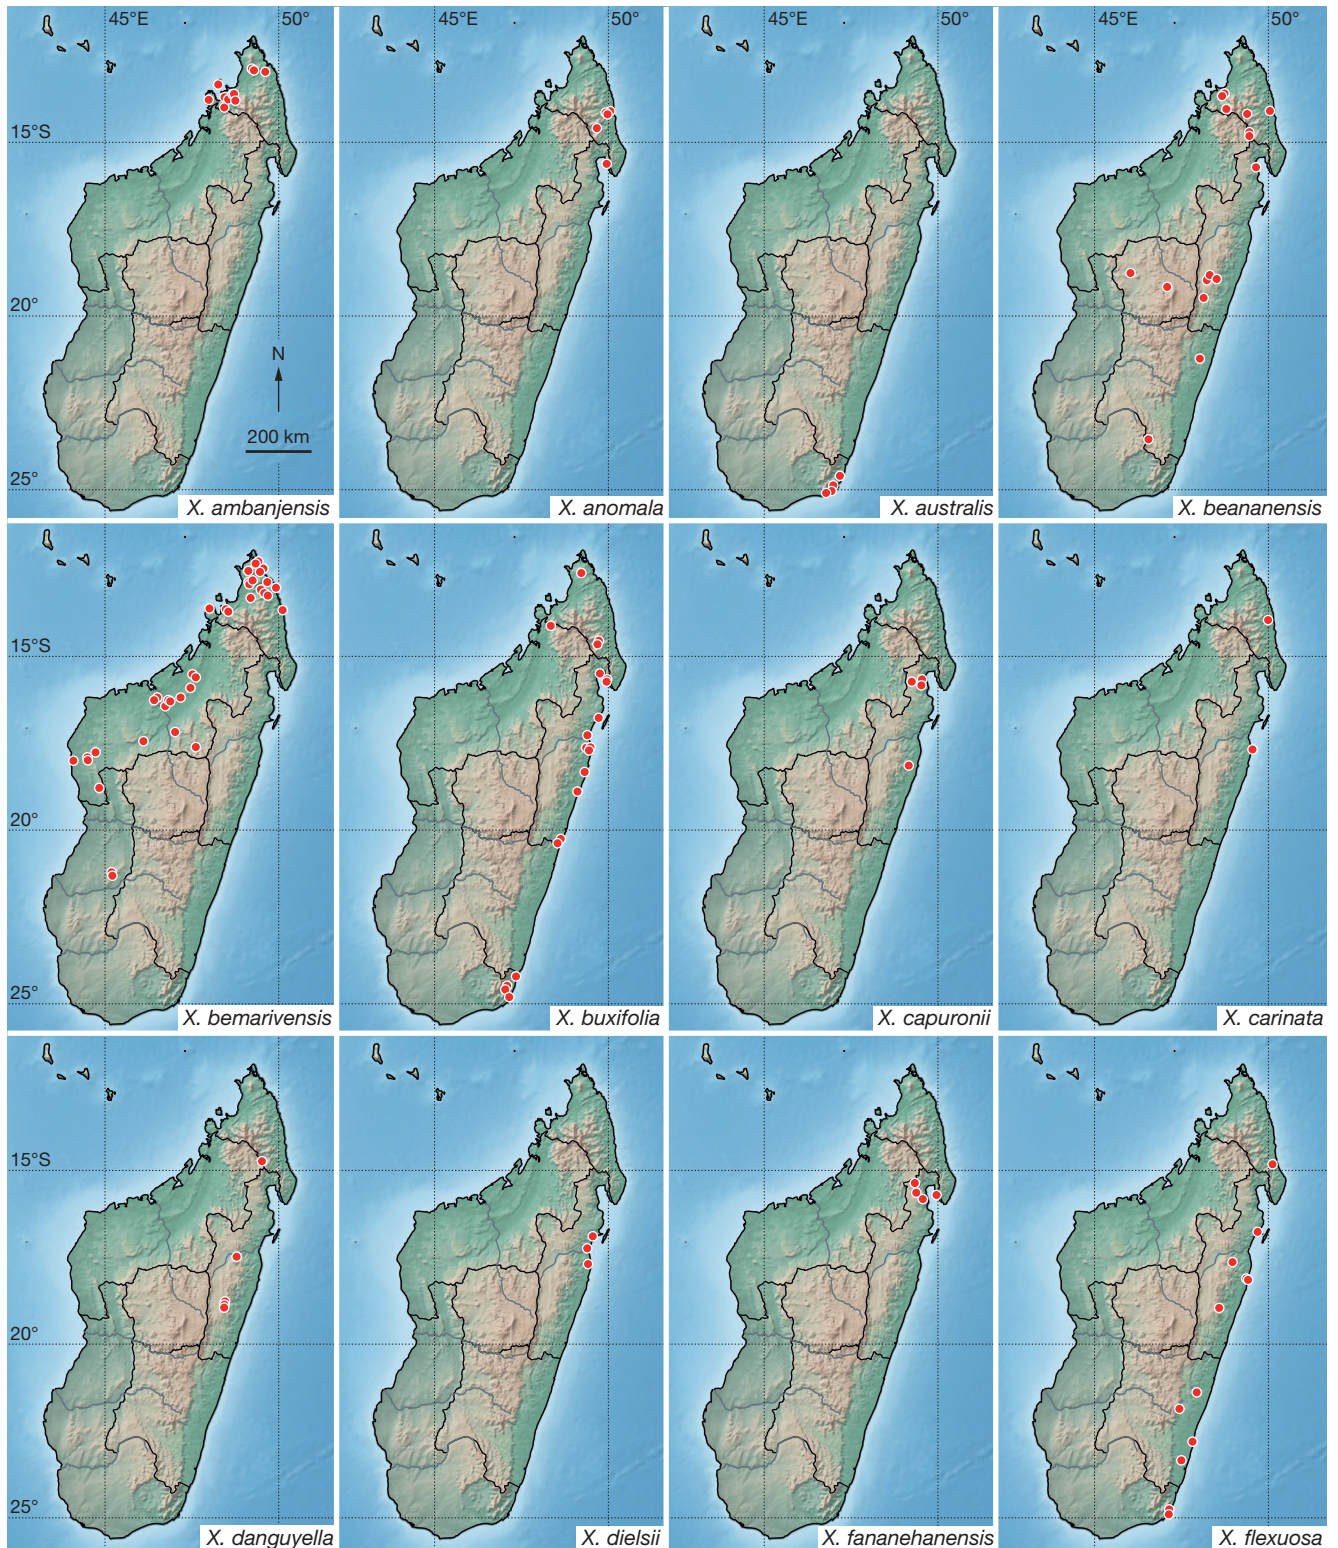 45°E 50° 45°E 50° 45°E 50° 45°E 50°
15°S
20°
N
200 km
25°
X. ambanjensis X. anomala X. australis X. beananensis
15°S
20°
25°
X. bemarivensis X. buxifolia X. capuronii X. carinata
15°S
20°
25°
X. danguyella X. dielsii X. fananehanensis X. flexuosa